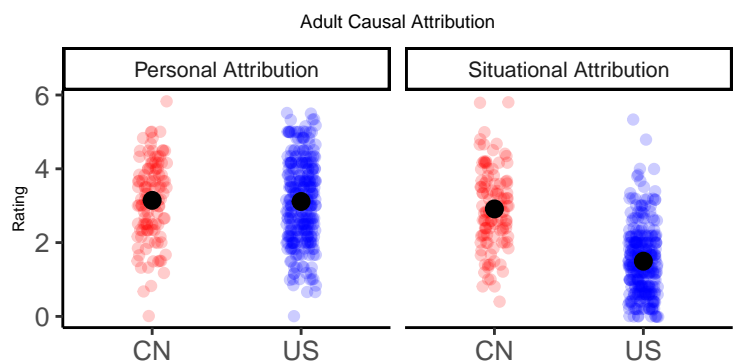 Adult Causal Attribution
Personal Attribution
Situational Attribution
Rating
6
4
2
0
CN
US
CN
US